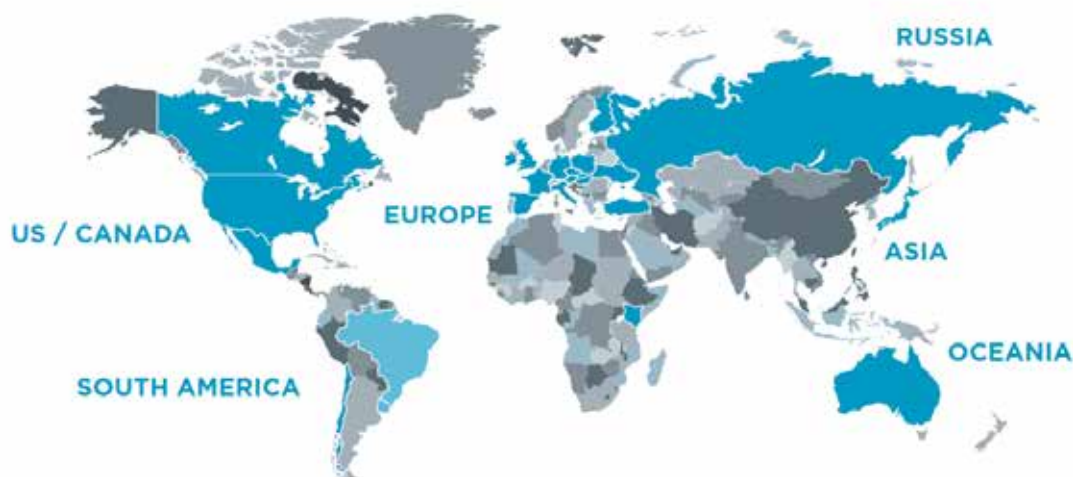 RUSSIA
EUROPE
US / CANADA
ASIA
OCEANIA
SOUTH AMERICA